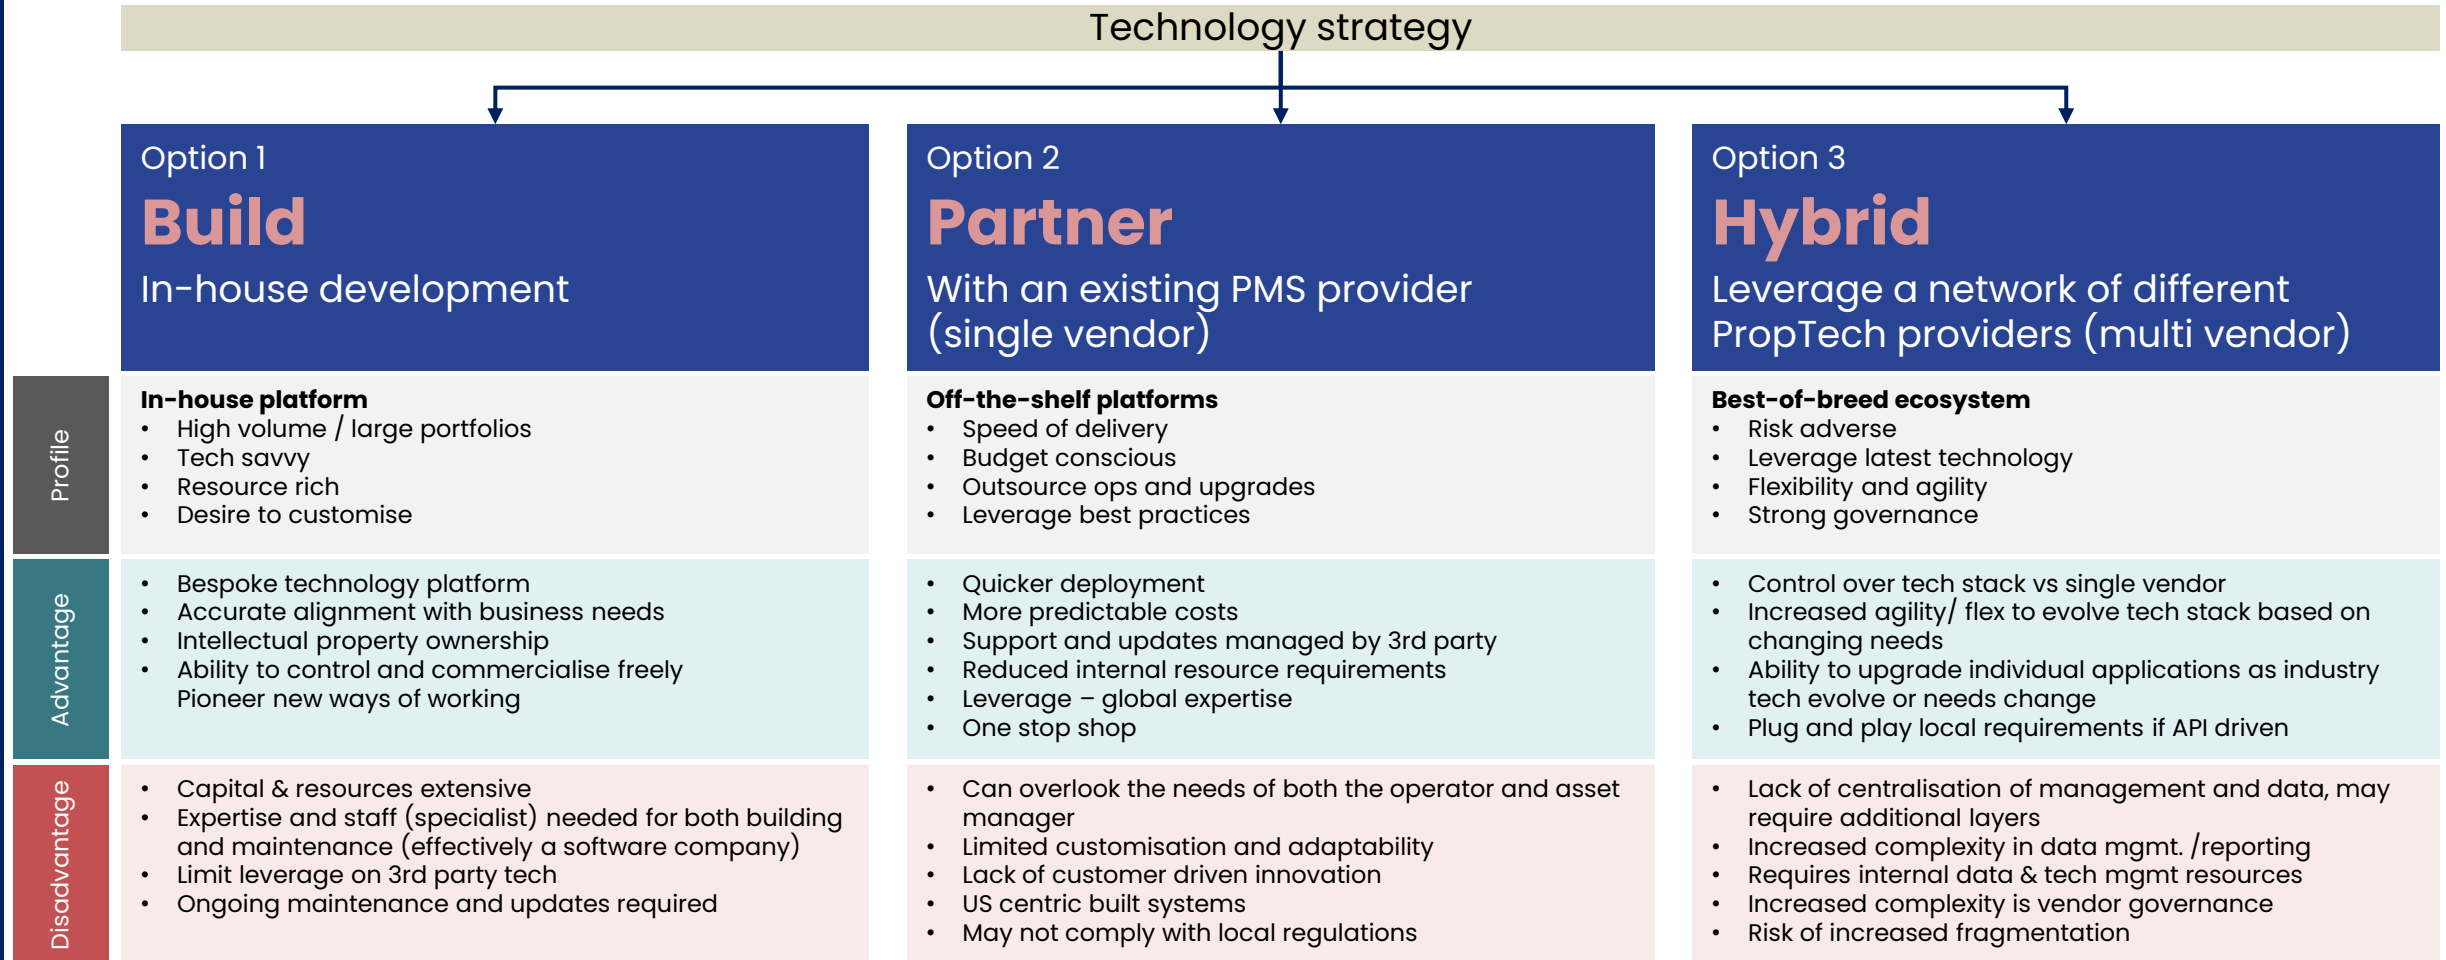 Technology strategy
Option 1
Build
In-house development
Option 2
Partner
With an existing PMS provider
(single vendor)
Option 3
Hybrid
Leverage a network of different
PropTech providers (multi vendor)
Profile
In-house platform
• High volume / large portfolios
• Tech savvy
• Resource rich
• Desire to customise
Off-the-shelf platforms
• Speed of delivery
• Budget conscious
• Outsource ops and upgrades
• Leverage best practices
Best-of-breed ecosystem
• Risk adverse
• Leverage latest technology
• Flexibility and agility
• Strong governance
Advantage
• Bespoke technology platform
• Accurate alignment with business needs
• Intellectual property ownership
• Ability to control and commercialise freely
Pioneer new ways of working
• Quicker deployment
• More predictable costs
• Support and updates managed by 3rd party
• Reduced internal resource requirements
• Leverage – global expertise
• One stop shop
• Control over tech stack vs single vendor
• Increased agility/ flex to evolve tech stack based on
changing needs
• Ability to upgrade individual applications as industry
tech evolve or needs change
• Plug and play local requirements if API driven
Disadvantage
• Capital & resources extensive
• Expertise and staff (specialist) needed for both building
and maintenance (effectively a software company)
• Limit leverage on 3rd party tech
• Ongoing maintenance and updates required
• Can overlook the needs of both the operator and asset
manager
• Limited customisation and adaptability
• Lack of customer driven innovation
• US centric built systems
• May not comply with local regulations
• Lack of centralisation of management and data, may
require additional layers
• Increased complexity in data mgmt. /reporting
• Requires internal data & tech mgmt resources
• Increased complexity is vendor governance
• Risk of increased fragmentation